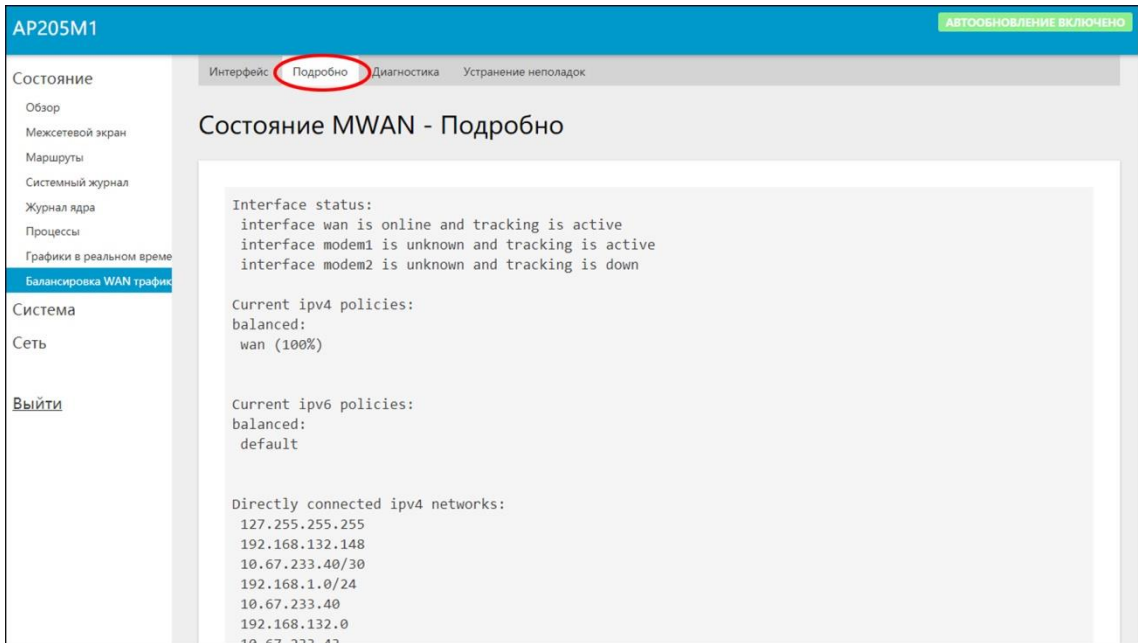 AP205M1
АВТООБНОВЛЕНИЕ ВКЛЮЧЕНО
Состояние
Обзор
Межсетевой экран
Маршруты
Системный журнал
Журнал ядра
Процессы
Графики в реальном време
Балансировка WAN трафик
Система
Сеть
Выйти
Интерфейс Подробно Диагностика Устранение неполадок
Состояние MWAN - Подробно
Interface status:
interface wan is online and tracking is active
interface modem1 is unknown and tracking is active
interface modem2 is unknown and tracking is down
Current ipv4 policies:
balanced:
wan (100%)
Current ipv6 policies:
balanced:
default
Directly connected ipv4 networks:
127.255.255.255
192.168.132.148
10.67.233.40/30
192.168.1.0/24
10.67.233.40
192.168.132.0